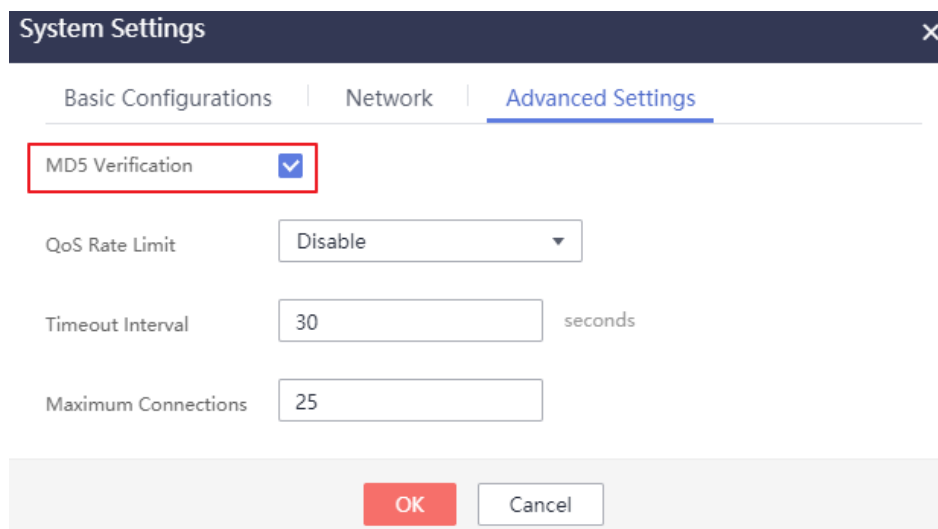 System Settings
Basic Configurations Network Advanced Settings
MD5 Verification
QoS Rate Limit Disable
Timeout Interval 30 seconds
Maximum Connections 25
OK Cancel